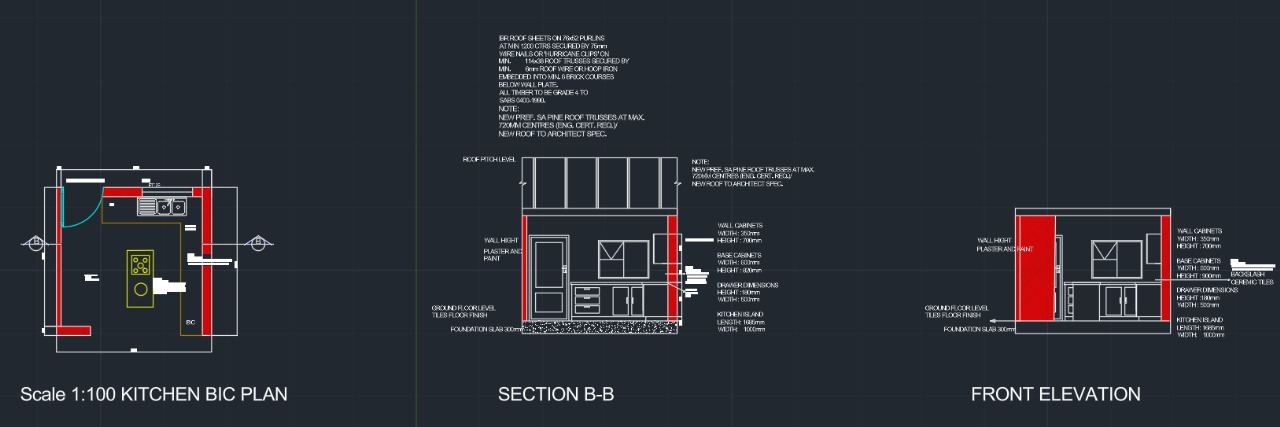 IBR ROOF SHEETS ON 76x52 PURLINS
AT MIN 1200 CTRS SECURED BY 75mm
WIRE NAILS OR 'HURRICANE CLIPS' ON
MIN. 114x38 ROOF TRUSSES SECURED BY
MIN. 6mm ROOF WIRE OR HOOP IRON
EMBEDDED INTO MIN. 6 BRICK COURSES
BELOW WALL PLATE.
ALL TIMBER TO BE GRADE 4 TO
SABS 0400-1990.
NOTE:
NEW PREF. SA PINE ROOF TRUSSES AT MAX.
720MM CENTRES (ENG. CERT. REQ.)/
NEW ROOF TO ARCHITECT SPEC.
ROOF PITCH LEVEL
NOTE:
NEW PREF. SA PINE ROOF TRUSSES AT MAX.
720MM CENTRES (ENG. CERT. REQ.)/
NEW ROOF TO ARCHITECT SPEC.
B
B
BC
Scale 1:100 KITCHEN BIC PLAN
WALL HIGHT
PLASTER AND
PAINT
GROUND FLOOR LEVEL
TILES FLOOR FINISH
FOUNDATION SLAB 300mm
WALL CABINETS
WIDTH : 350mm
HEIGHT : 700mm
BASE CABINETS
WIDTH : 600mm
HEIGHT : 920mm
DRAWER DIMENSIONS
HEIGHT : 180mm
WIDTH : 500mm
KITCHEN ISLAND
LENGTH: 1685mm
WIDTH: 1000mm
SECTION B-B
WALL HIGHT
PLASTER AND PAINT
GROUND FLOOR LEVEL
TILES FLOOR FINISH
FOUNDATION SLAB 300mm
WALL CABINETS
WIDTH : 350mm
HEIGHT : 700mm
BASE CABINETS
WIDTH : 600mm
HEIGHT : 900mm
BACKSLASH
CEREMIC TILES
DRAWER DIMENSIONS
HEIGHT : 180mm
WIDTH : 500mm
KITCHEN ISLAND
LENGTH: 1685mm
WIDTH: 1000mm
FRONT ELEVATION